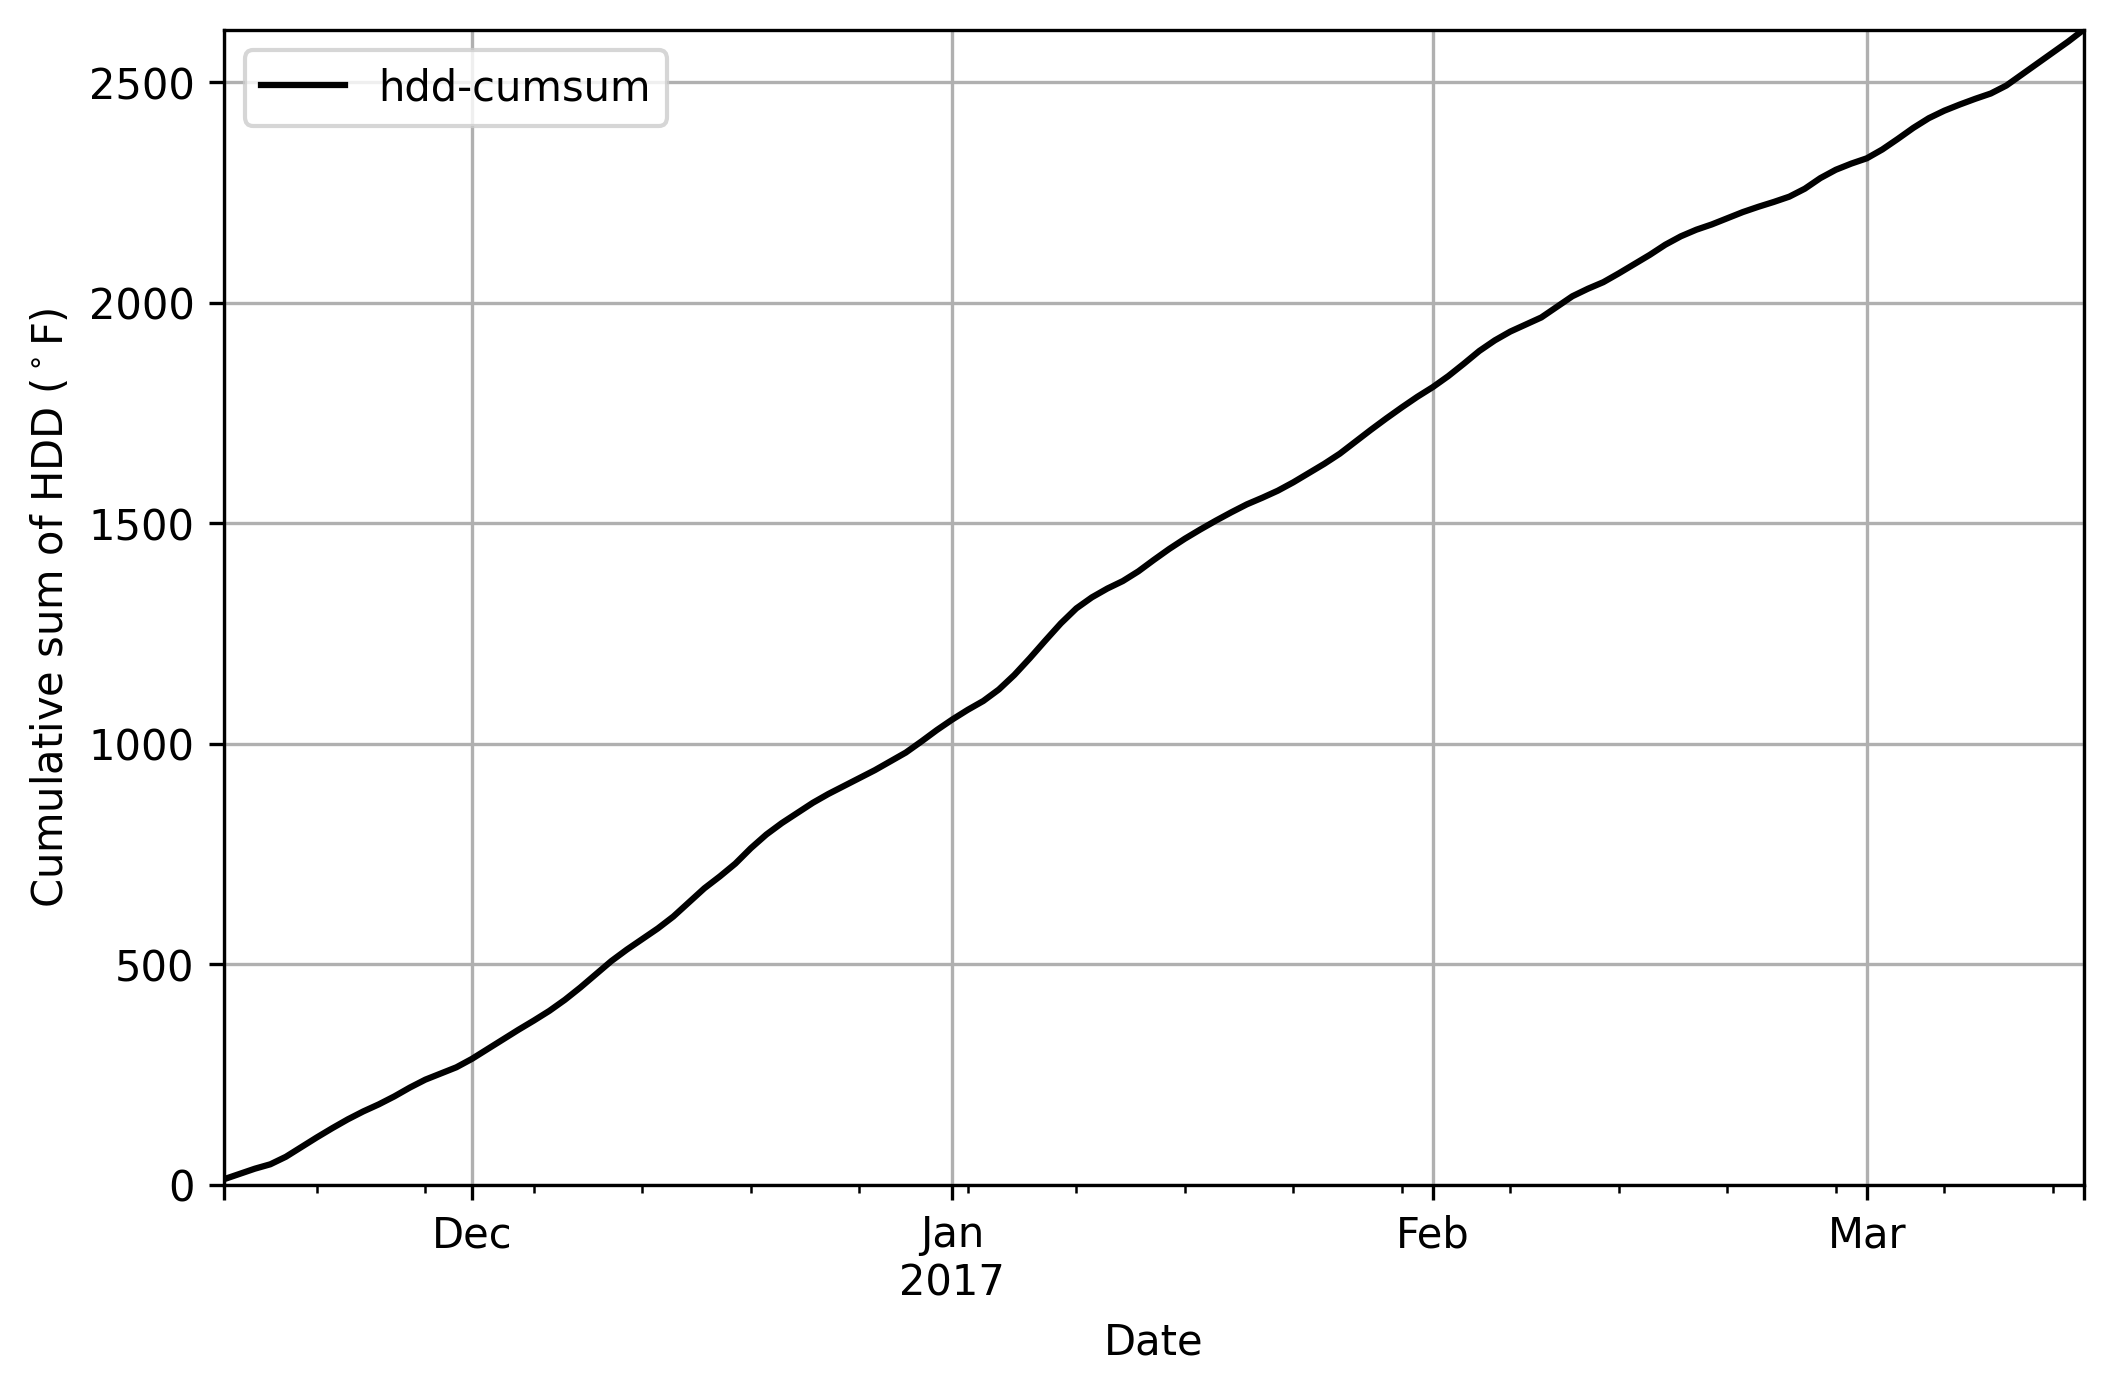 hdd-cumsum
2500
2000
1500
1000
500
0
Cumulative sum of HDD (°F)
Dec
Jan
2017
Feb
Mar
Date